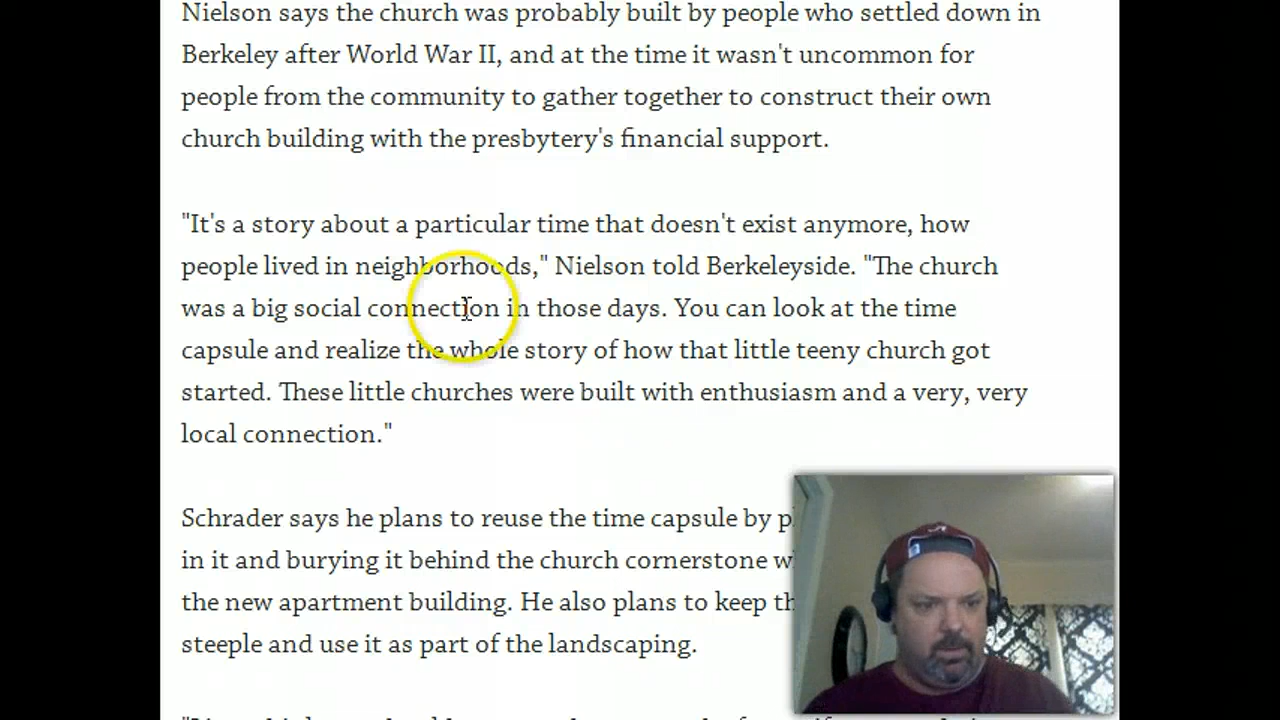 Nielson says the church was probably built by people who settled down in
Berkeley after World War II, and at the time it wasn't uncommon for
people from the community to gather together to construct their own
church building with the presbytery's financial support.
"It's a story about a particular time that doesn't exist anymore, how
people lived in neighborhoods," Nielson told Berkeleyside. "The church
was a big social connection in those days. You can look at the time
capsule and realize the whole story of how that little teeny church got
started. These little churches were built with enthusiasm and a very, very
local connection."
Schrader says he plans to reuse the time capsule by
in it and burying it behind the church cornerstone
the new apartment building. He also plans to keep
steeple and use it as part of the landscaping.